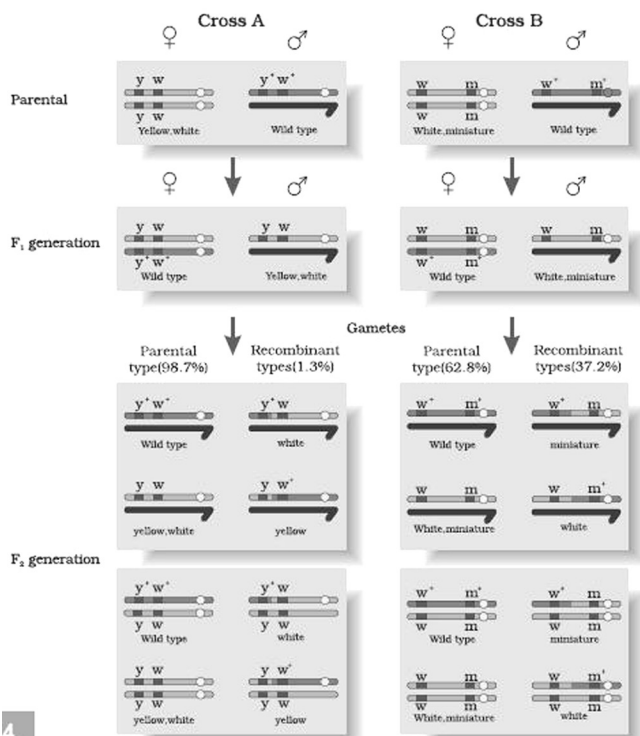 Cross A Cross B
♀ ♂ ♀ ♂
Parental
y w y⁺ w⁺ w m w⁺ m⁺
y w w m
Yellow,white Wild type White,miniature Wild type
♀ ♂ ♀ ♂
F₁ generation
y w y w w m w m
y⁺ w⁺ w⁺ m⁺
Wild type Yellow,white Wild type White,miniature
Gametes
Parental Recombinant Parental Recombinant
type(98.7%) types(1.3%) type(62.8%) types(37.2%)
y⁺ w⁺ y⁺ w w⁺ m⁺ w⁺ m
Wild type white Wild type miniature
y w y w⁺ w m w m⁺
yellow,white yellow White,miniature white
F₂ generation
y⁺ w⁺ y⁺ w w⁺ m⁺ w⁺ m
y w y w w m w m
Wild type white Wild type miniature
y w y w⁺ w m w m⁺
y w y w w m w m
yellow,white yellow White,miniature white
4